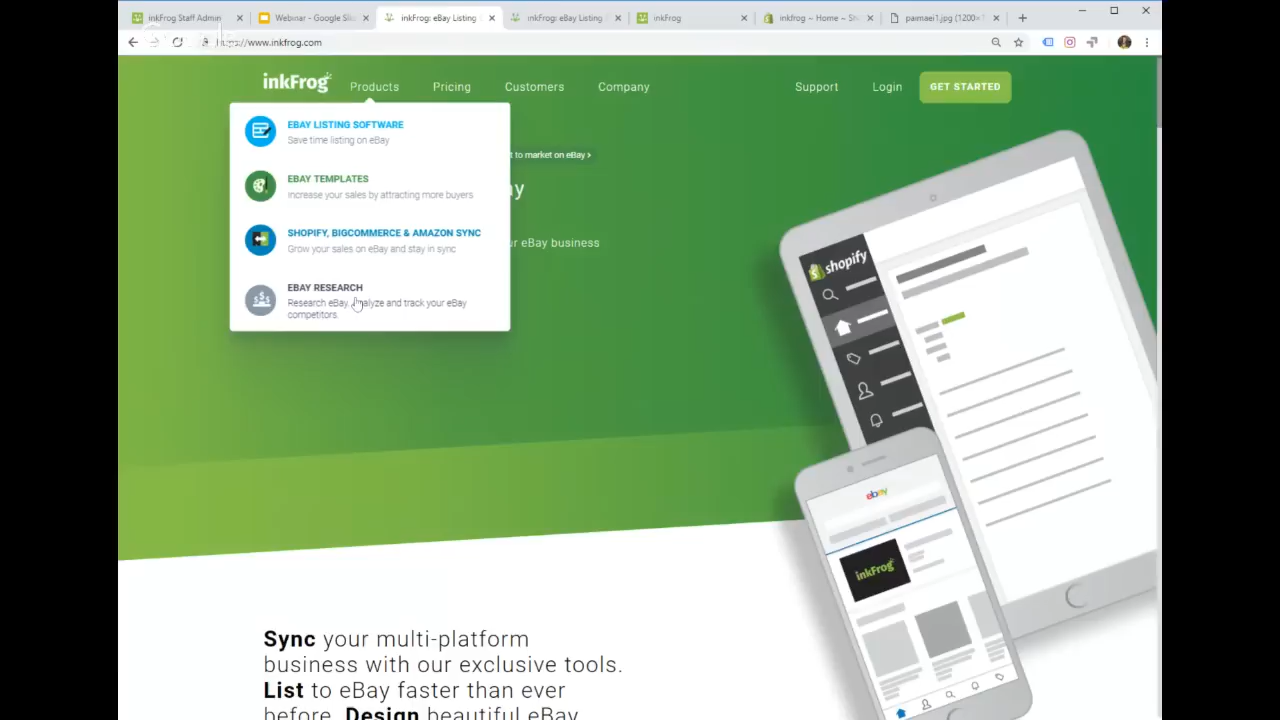 inkFrog Staff Admin
Webinar - Google Sli
inkFrog: eBay Listing
inkFrog: eBay Listing
inkFrog
inkfrog ~ Home ~ Sh
paimaei1.jpg (1200×
www.inkfrog.com
inkFrog Products Pricing Customers Company Support Login GET STARTED
EBAY LISTING SOFTWARE
Save time listing on eBay
t to market on eBay >
EBAY TEMPLATES
Increase your sales by attracting more buyers
ay
SHOPIFY, BIGCOMMERCE & AMAZON SYNC
Grow your sales on eBay and stay in sync
ur eBay business
EBAY RESEARCH
Research eBay. Analyze and track your eBay
competitors.
shopify
ebay
inkFrog
Sync your multi-platform
business with our exclusive tools.
List to eBay faster than ever
before. Design beautiful eBay